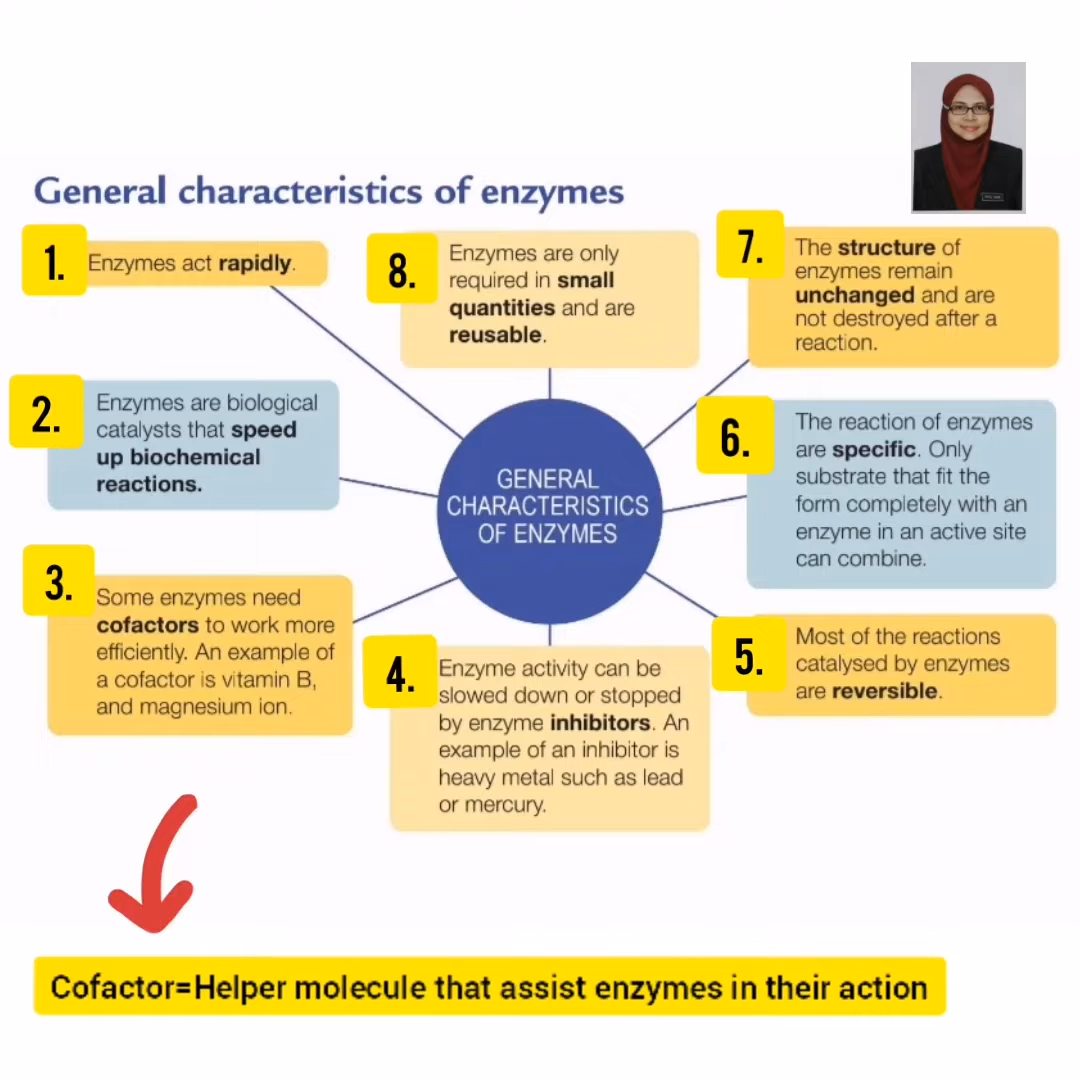 General characteristics of enzymes
1.
Enzymes act rapidly.
2.
Enzymes are biological
catalysts that speed
up biochemical
reactions.
3.
Some enzymes need
cofactors to work more
efficiently. An example of
a cofactor is vitamin B,
and magnesium ion.
4.
Enzyme activity can be
slowed down or stopped
by enzyme inhibitors. An
example of an inhibitor is
heavy metal such as lead
or mercury.
5.
Most of the reactions
catalysed by enzymes
are reversible.
6.
The reaction of enzymes
are specific. Only
substrate that fit the
form completely with an
enzyme in an active site
can combine.
7.
The structure of
enzymes remain
unchanged and are
not destroyed after a
reaction.
8.
Enzymes are only
required in small
quantities and are
reusable.
GENERAL
CHARACTERISTICS
OF ENZYMES
Cofactor=Helper molecule that assist enzymes in their action